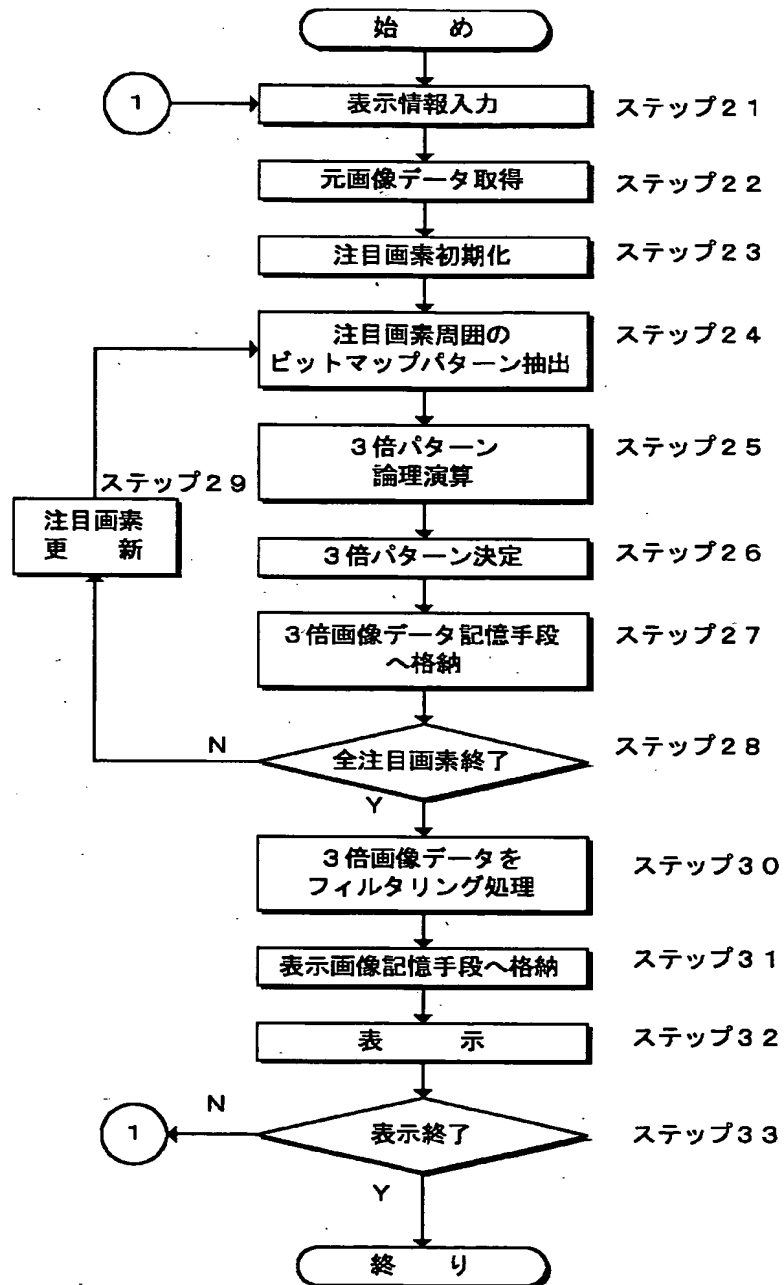 始　め
1
表示情報入力
ステップ21
元画像データ取得
ステップ22
注目画素初期化
ステップ23
注目画素周囲の
ビットマップパターン抽出
ステップ24
3倍パターン
論理演算
ステップ25
ステップ29
注目画素
更　新
3倍パターン決定
ステップ26
3倍画像データ記憶手段
へ格納
ステップ27
全注目画素終了
ステップ28
N
Y
3倍画像データを
フィルタリング処理
ステップ30
表示画像記憶手段へ格納
ステップ31
表　示
ステップ32
1
N
表示終了
ステップ33
Y
終　り